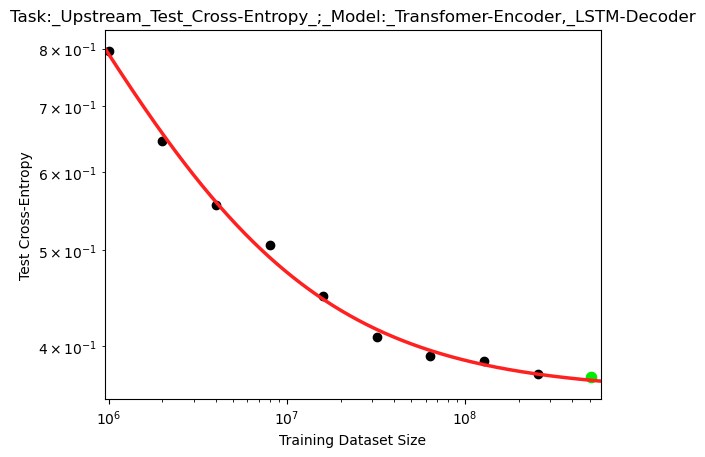 Task:_Upstream_Test_Cross-Entropy_;_Model:_Transfomer-Encoder,_LSTM-Decoder
8 × 10⁻¹
7 × 10⁻¹
6 × 10⁻¹
5 × 10⁻¹
4 × 10⁻¹
Test Cross-Entropy
10⁶
10⁷
10⁸
Training Dataset Size